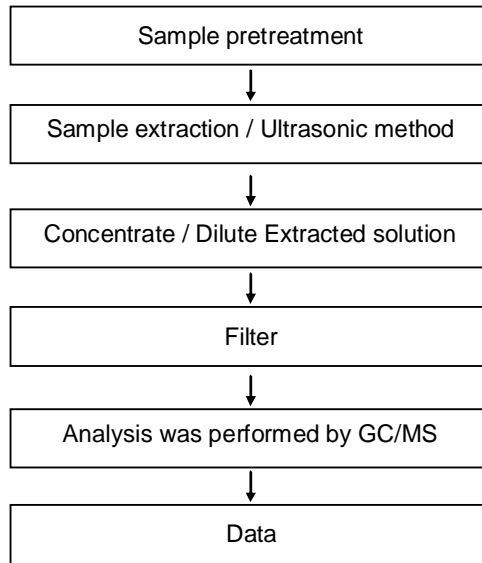 Sample pretreatment
Sample extraction / Ultrasonic method
Concentrate / Dilute Extracted solution
Filter
Analysis was performed by GC/MS
Data